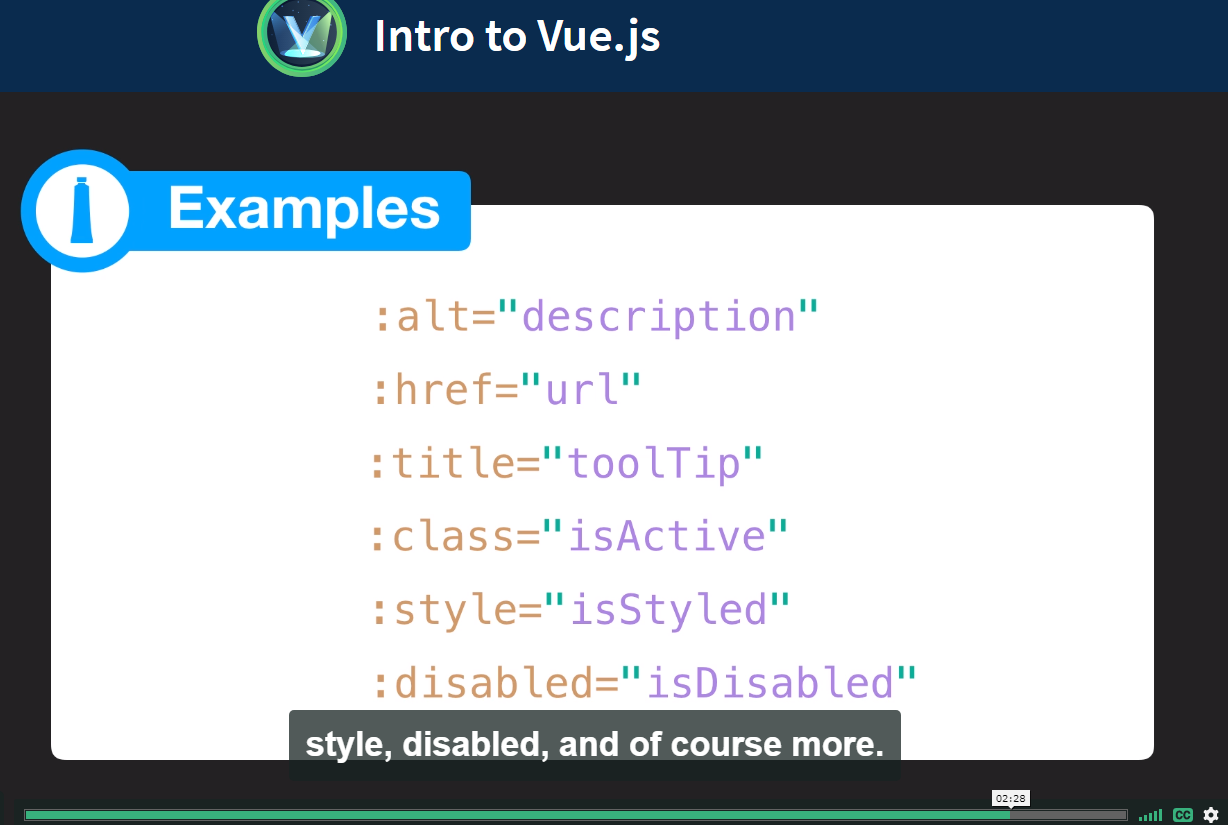 Intro to Vue.js
Examples
:alt="description"
:href="url"
:title="toolTip"
:class="isActive"
:style="isStyled"
:disabled="isDisabled"
style, disabled, and of course more.
02:28
CC